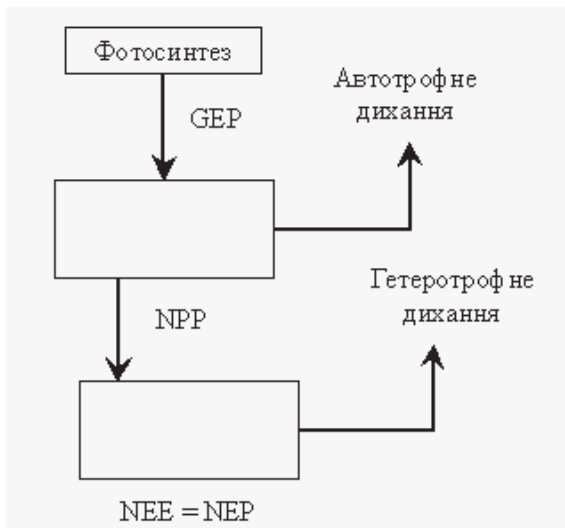 Фотосинтез
GEP
Автотрофне
дихання
NPP
Гетеротрофне
дихання
NEE = NEP